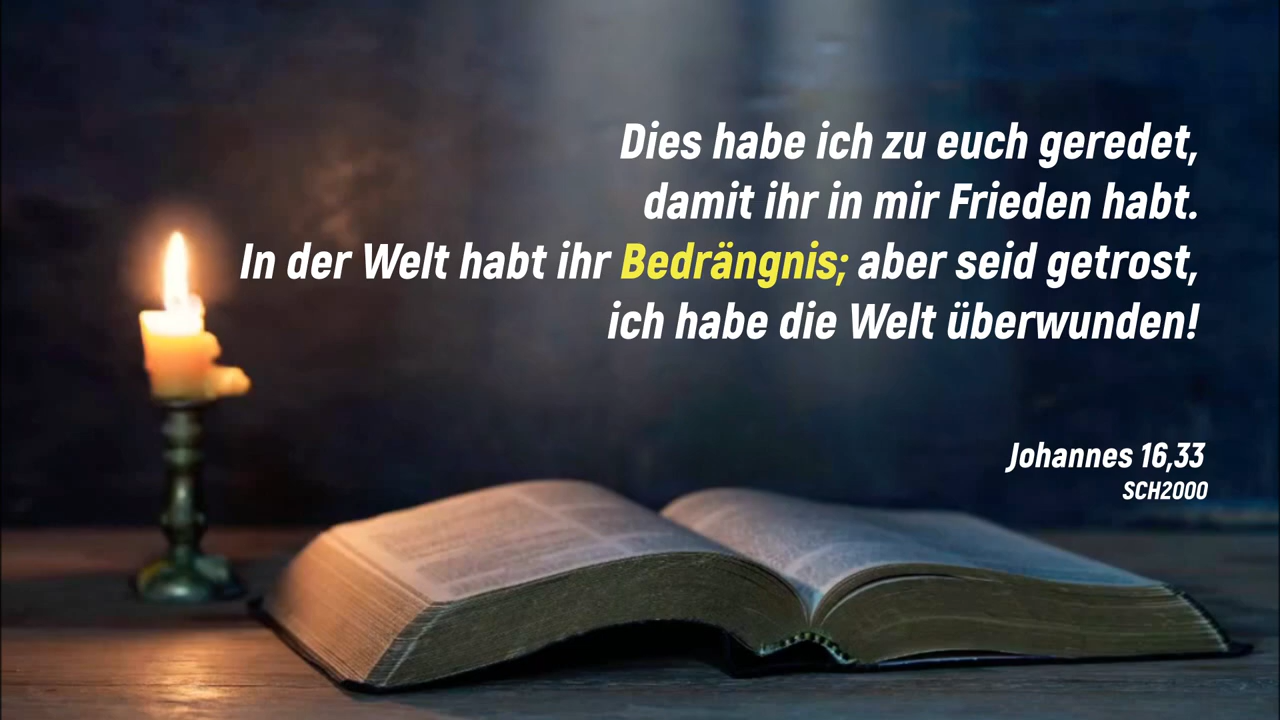 Dies habe ich zu euch geredet,
damit ihr in mir Frieden habt.
In der Welt habt ihr Bedrängnis; aber seid getrost,
ich habe die Welt überwunden!
Johannes 16,33
SCH2000